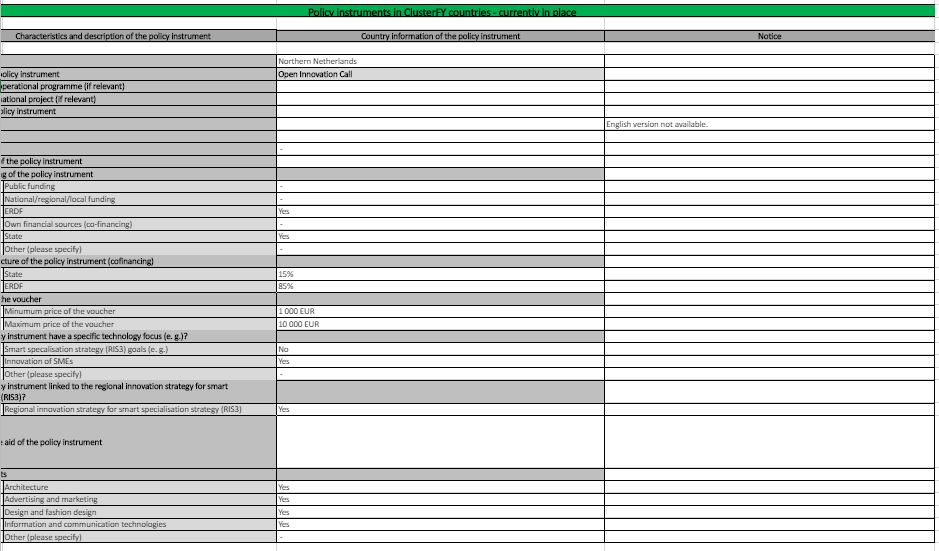 Policy instruments in ClusterFY countries - currently in place
Characteristics and description of the policy instrument Country information of the policy instrument Notice
Northern Netherlands
olicy instrument Open Innovation Call
perational programme (if relevant)
ational project (if relevant)
olicy instrument
English version not available.
-
f the policy instrument
g of the policy instrument
Public funding -
National/regional/local funding -
ERDF Yes
Own financial sources (co-financing) -
State Yes
Other (please specify) -
cture of the policy instrument (cofinancing)
State 15%
ERDF 85%
he voucher
Minumum price of the voucher 1 000 EUR
Maximum price of the voucher 10 000 EUR
y instrument have a specific technology focus (e. g.)?
Smart specalisation strategy (RIS3) goals (e. g.) No
Innovation of SMEs Yes
Other (please specify) -
y instrument linked to the regional innovation strategy for smart
(RIS3)?
Regional innovation strategy for smart specialisation strategy (RIS3) Yes
aid of the policy instrument
ts
Architecture Yes
Advertising and marketing Yes
Design and fashion design Yes
Information and communication technologies Yes
Other (please specify) -